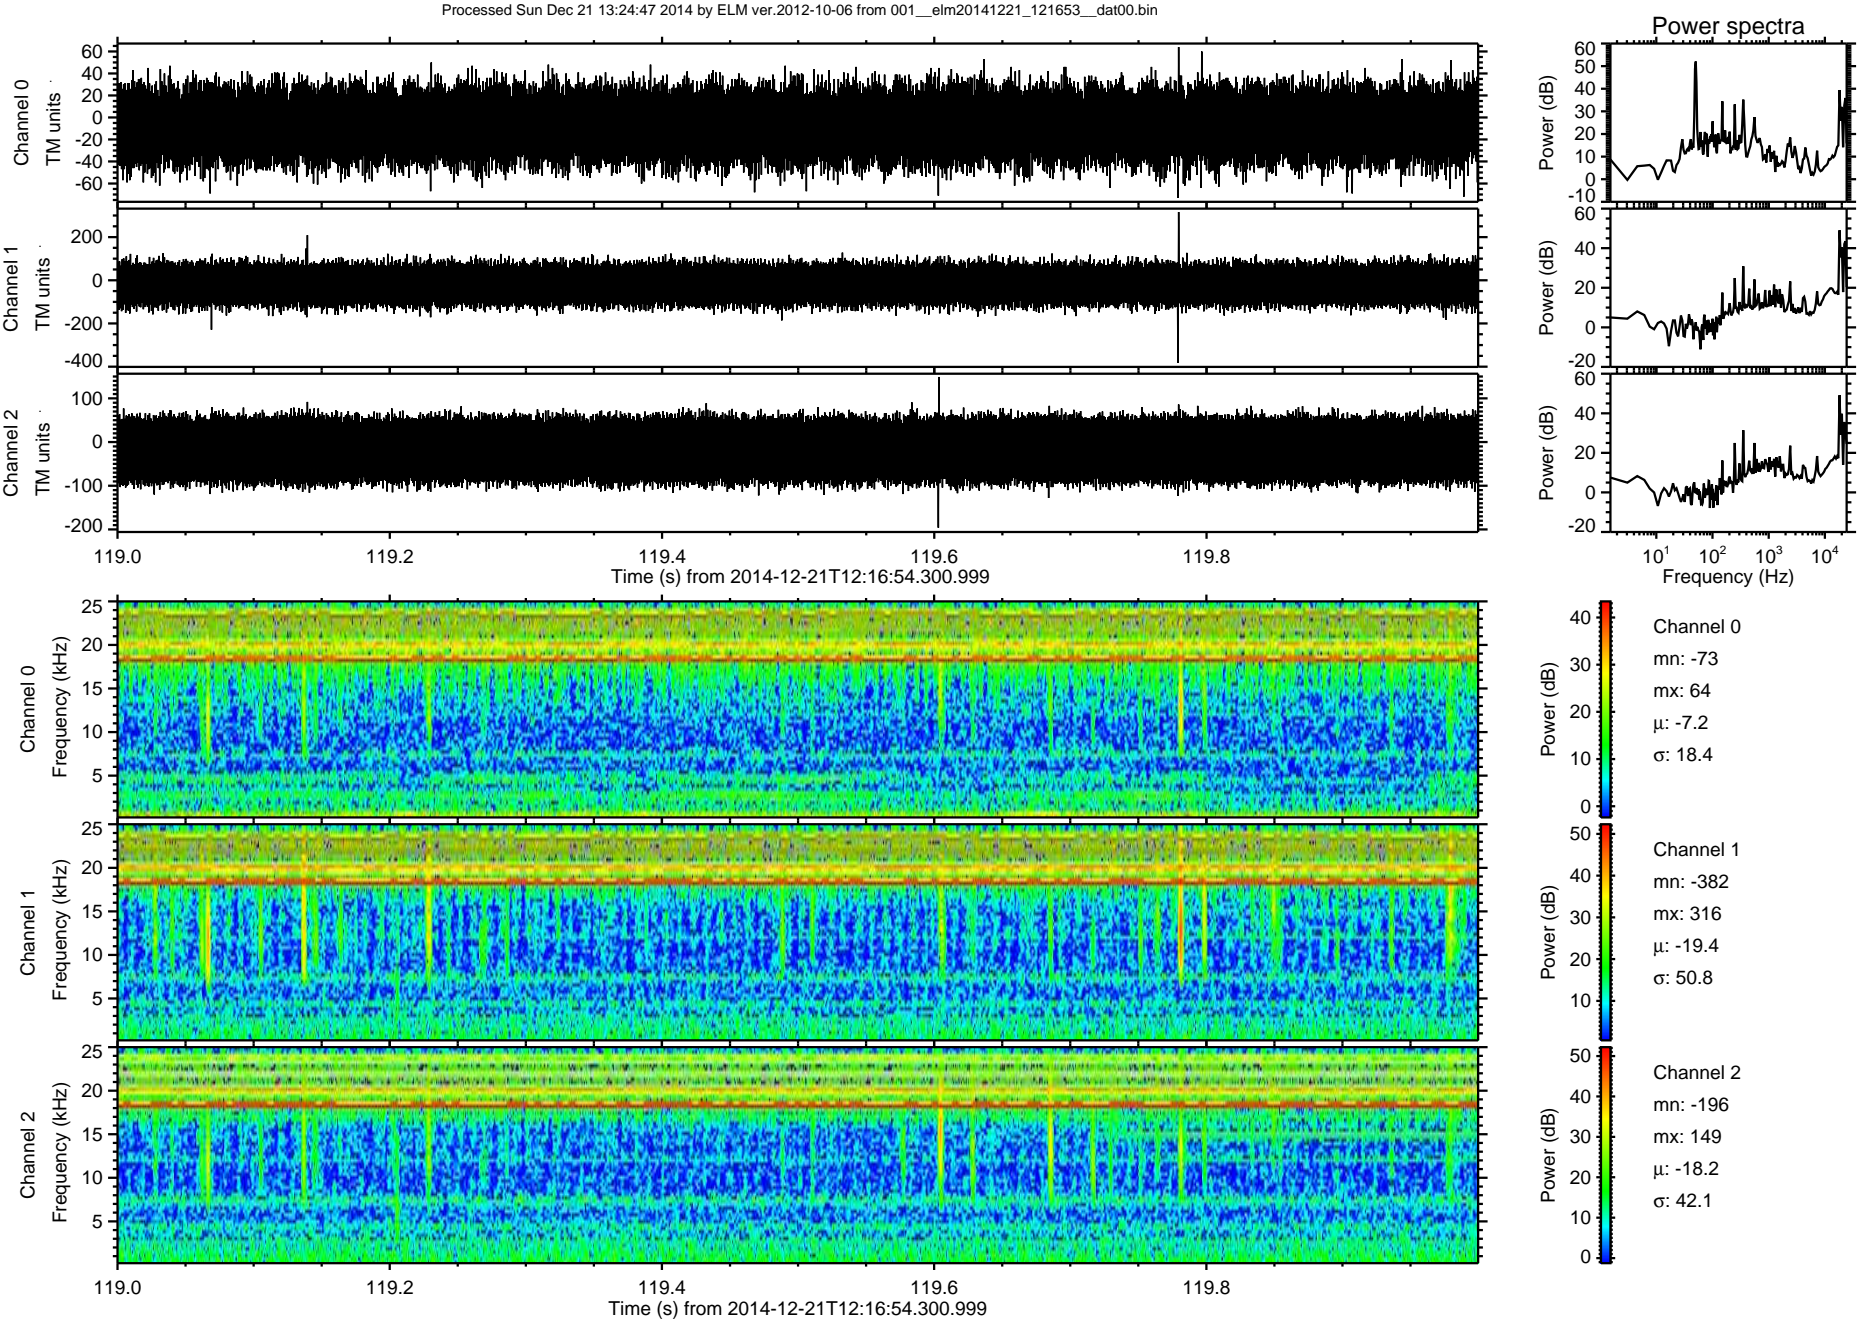 Processed Sun Dec 21 13:24:47 2014 by ELM ver.2012-10-06 from 001__elm20141221_121653__dat00.bin
Power spectra
Channel 0
TM units
60
40
20
0
-20
-40
-60
Power (dB)
60
50
40
30
20
10
0
-10
Channel 1
TM units
200
0
-200
-400
Power (dB)
60
40
20
0
-20
Channel 2
TM units
100
0
-100
-200
Power (dB)
60
40
20
0
-20
119.0 119.2 119.4 119.6 119.8
Time (s) from 2014-12-21T12:16:54.300.999
10¹ 10² 10³ 10⁴
Frequency (Hz)
Channel 0
Frequency (kHz)
25
20
15
10
5
Power (dB)
40
30
20
10
0
Channel 0
mn: -73
mx: 64
µ: -7.2
σ: 18.4
Channel 1
Frequency (kHz)
25
20
15
10
5
Power (dB)
50
40
30
20
10
Channel 1
mn: -382
mx: 316
µ: -19.4
σ: 50.8
Channel 2
Frequency (kHz)
25
20
15
10
5
Power (dB)
50
40
30
20
10
0
Channel 2
mn: -196
mx: 149
µ: -18.2
σ: 42.1
119.0 119.2 119.4 119.6 119.8
Time (s) from 2014-12-21T12:16:54.300.999